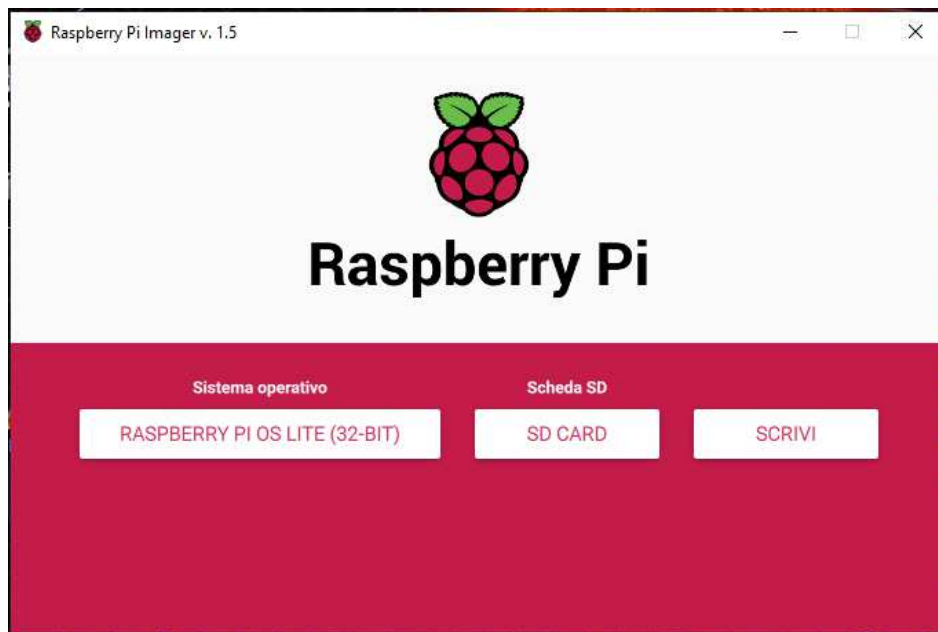 Raspberry Pi Imager v. 1.5
Raspberry Pi
Sistema operativo
Scheda SD
RASPBERRY PI OS LITE (32-BIT)
SD CARD
SCRIVI